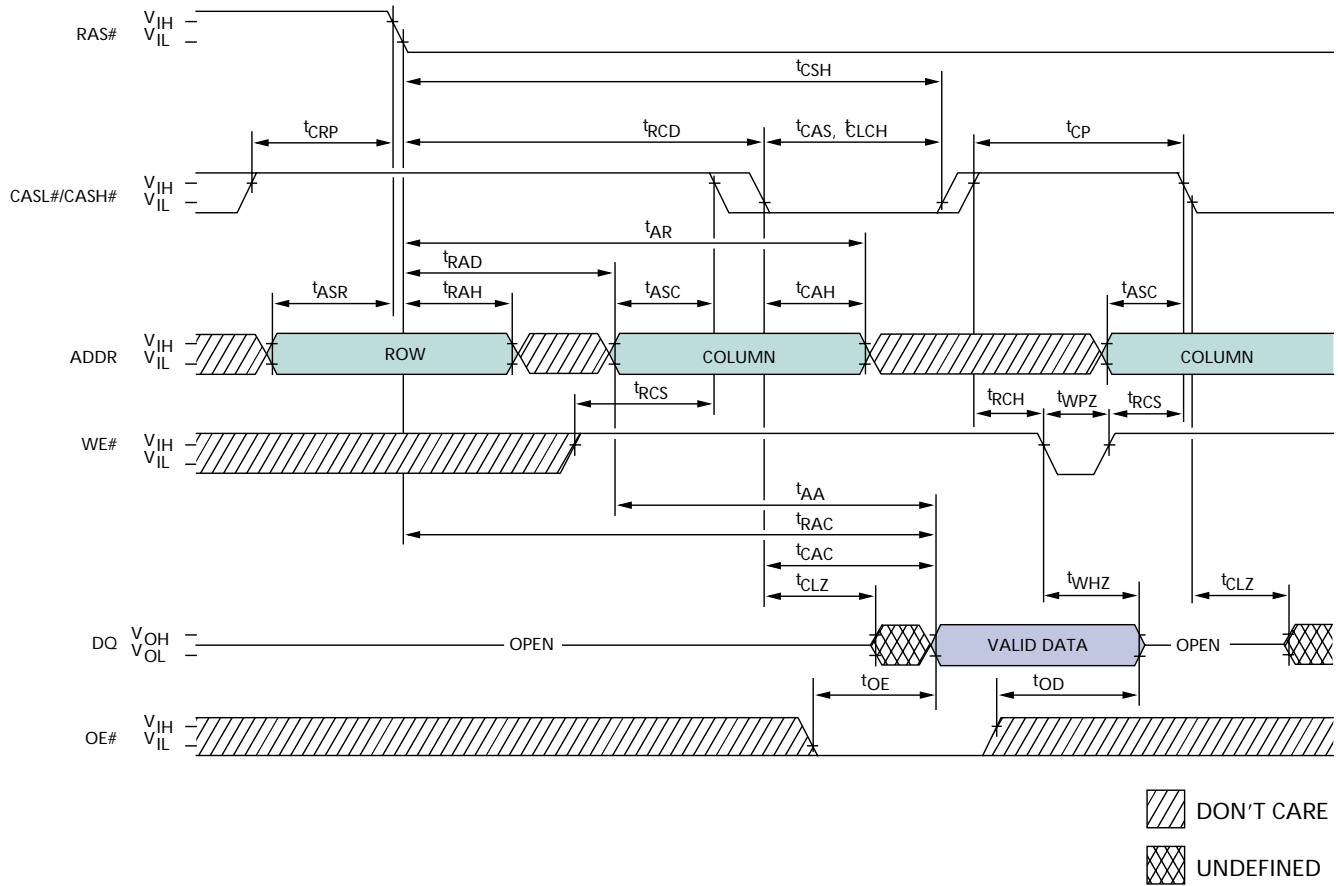 RAS# VIH
VIL
tCSH
tCRP tRCD tCAS, tCLCH tCP
CASL#/CASH# VIH
VIL
tAR
tRAD
tASR tRAH tASC tCAH tASC
ADDR VIH
VIL
ROW COLUMN COLUMN
tRCS tRCH tWPZ tRCS
WE# VIH
VIL
tAA
tRAC
tCAC
tCLZ tWHZ tCLZ
DQ VOH
VOL
OPEN VALID DATA OPEN
tOE tOD
OE# VIH
VIL
DON'T CARE
UNDEFINED